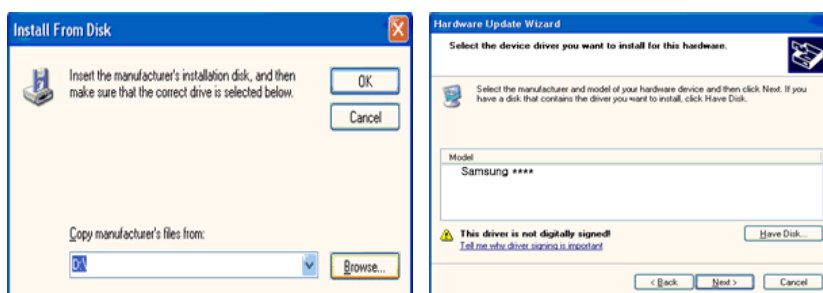 Install From Disk
Insert the manufacturer's installation disk, and then
make sure that the correct drive is selected below.
OK
Cancel
Copy manufacturer's files from:
D:\
Browse...
Hardware Update Wizard
Select the device driver you want to install for this hardware.
Select the manufacturer and model of your hardware device and then click Next. If you
have a disk that contains the driver you want to install, click Have Disk.
Model
Samsung ****
This driver is not digitally signed!
Tell me why driver signing is important
Have Disk...
< Back
Next >
Cancel